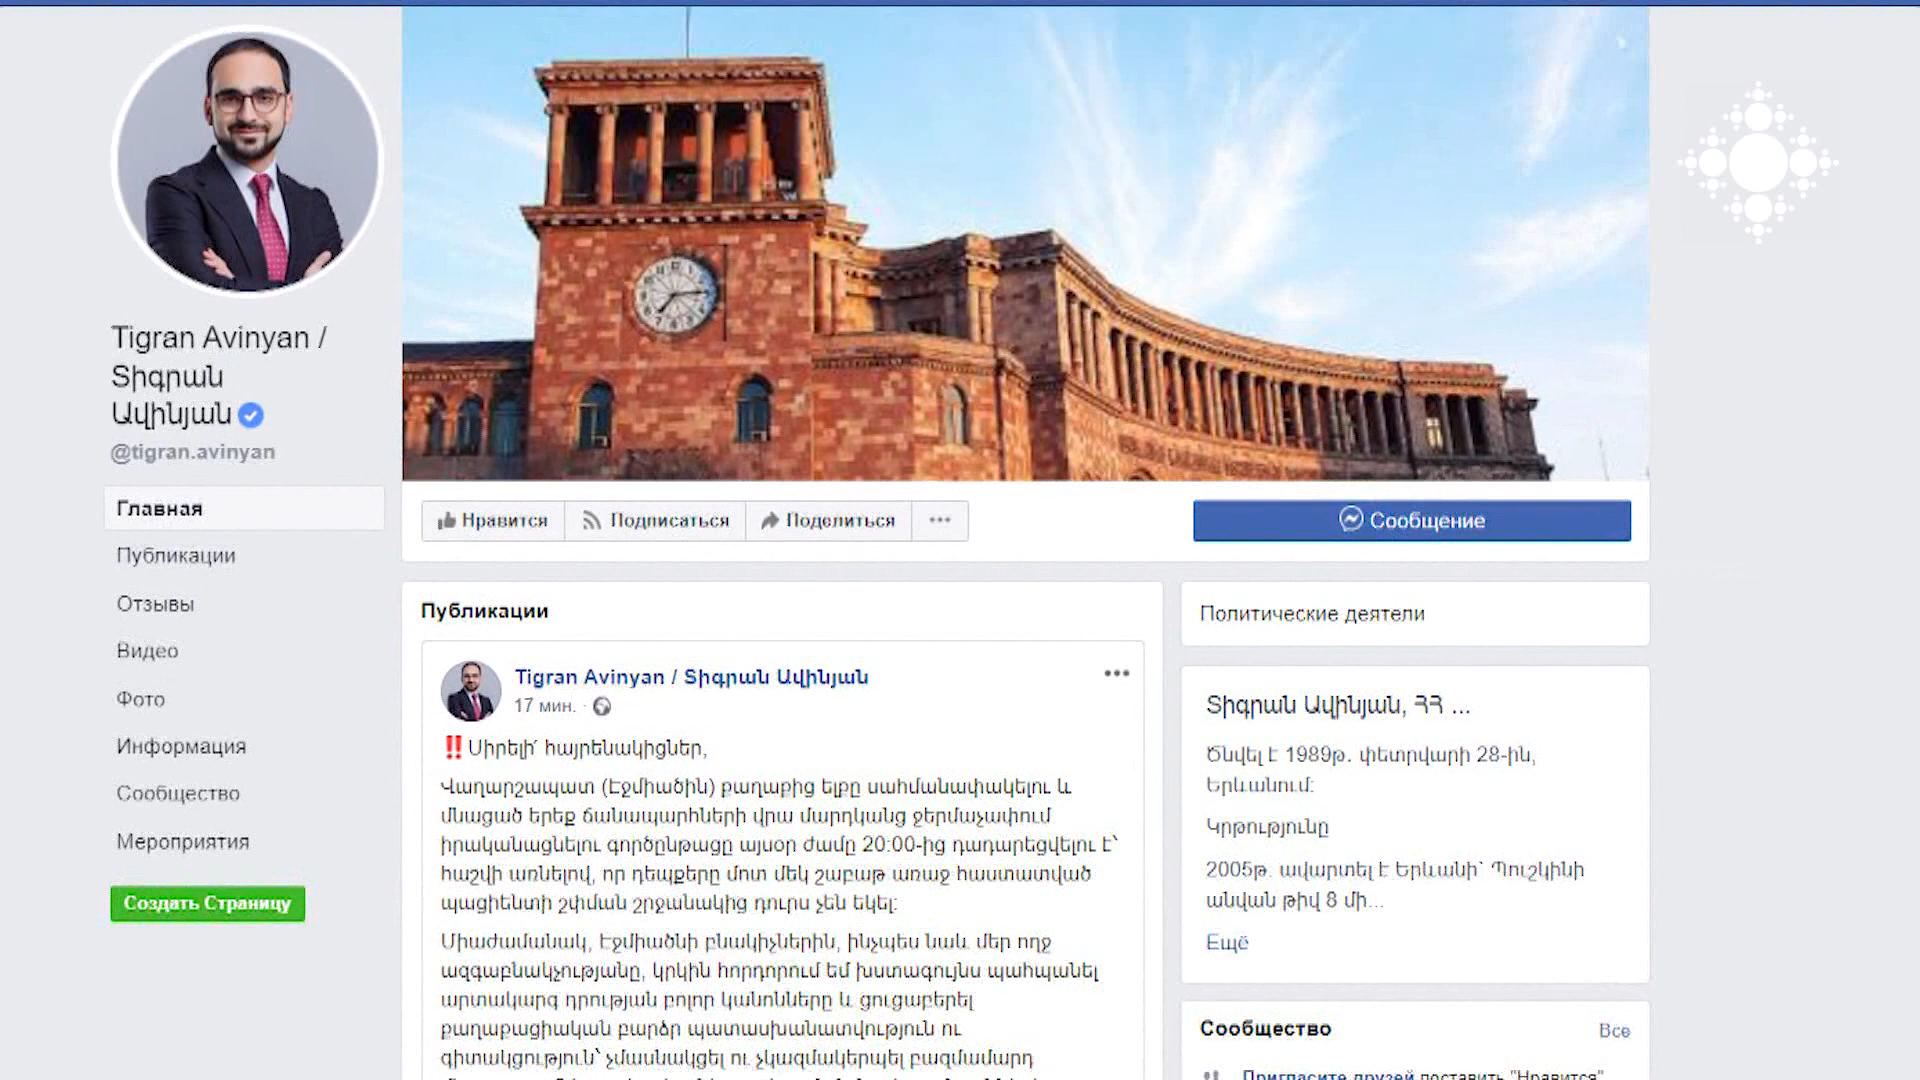 Tigran Avinyan /
Տիգրան
Ավինյան
@tigran.avinyan
Главная
Публикации
Отзывы
Видео
Фото
Информация
Сообщество
Мероприятия
Создать Страницу
Нравится
Подписаться
Поделиться
Сообщение
Публикации
Tigran Avinyan / Տիգրան Ավինյան
17 мин.
‼️Սիրելի՛ հայրենակիցներ,
Վաղարշապատ (Էջմիածին) քաղաքից ելքը սահմանափակելու և
մնացած երեք ճանապարհների վրա մարդկանց ջերմաչափում
իրականացնելու գործընթացը այսօր ժամը 20:00-ից դադարեցվելու է՝
հաշվի առնելով, որ դեպքերը մոտ մեկ շաբաթ առաջ հաստատված
պացիենտի շփման շրջանակից դուրս չեն եկել:
Միաժամանակ, Էջմիածնի բնակիչներին, ինչպես նաև մեր ողջ
ազգաբնակչությանը, կրկին հորդորում եմ խստագույնս պահպանել
արտակարգ դրության բոլոր կանոնները և ցուցաբերել
քաղաքացիական բարձր պատասխանատվություն ու
գիտակցություն՝ չմասնակցել ու չկազմակերպել բազմամարդ
Политические деятели
Տիգրան Ավինյան, ՀՀ ...
Ծնվել է 1989թ. փետրվարի 28-ին,
Երևանում:
Կրթությունը
2005թ. ավարտել է Երևանի՝ Պուշկինի
անվան թիվ 8 մի...
Ещё
Сообщество
Все
Пригласите друзей поставить "Нравится"